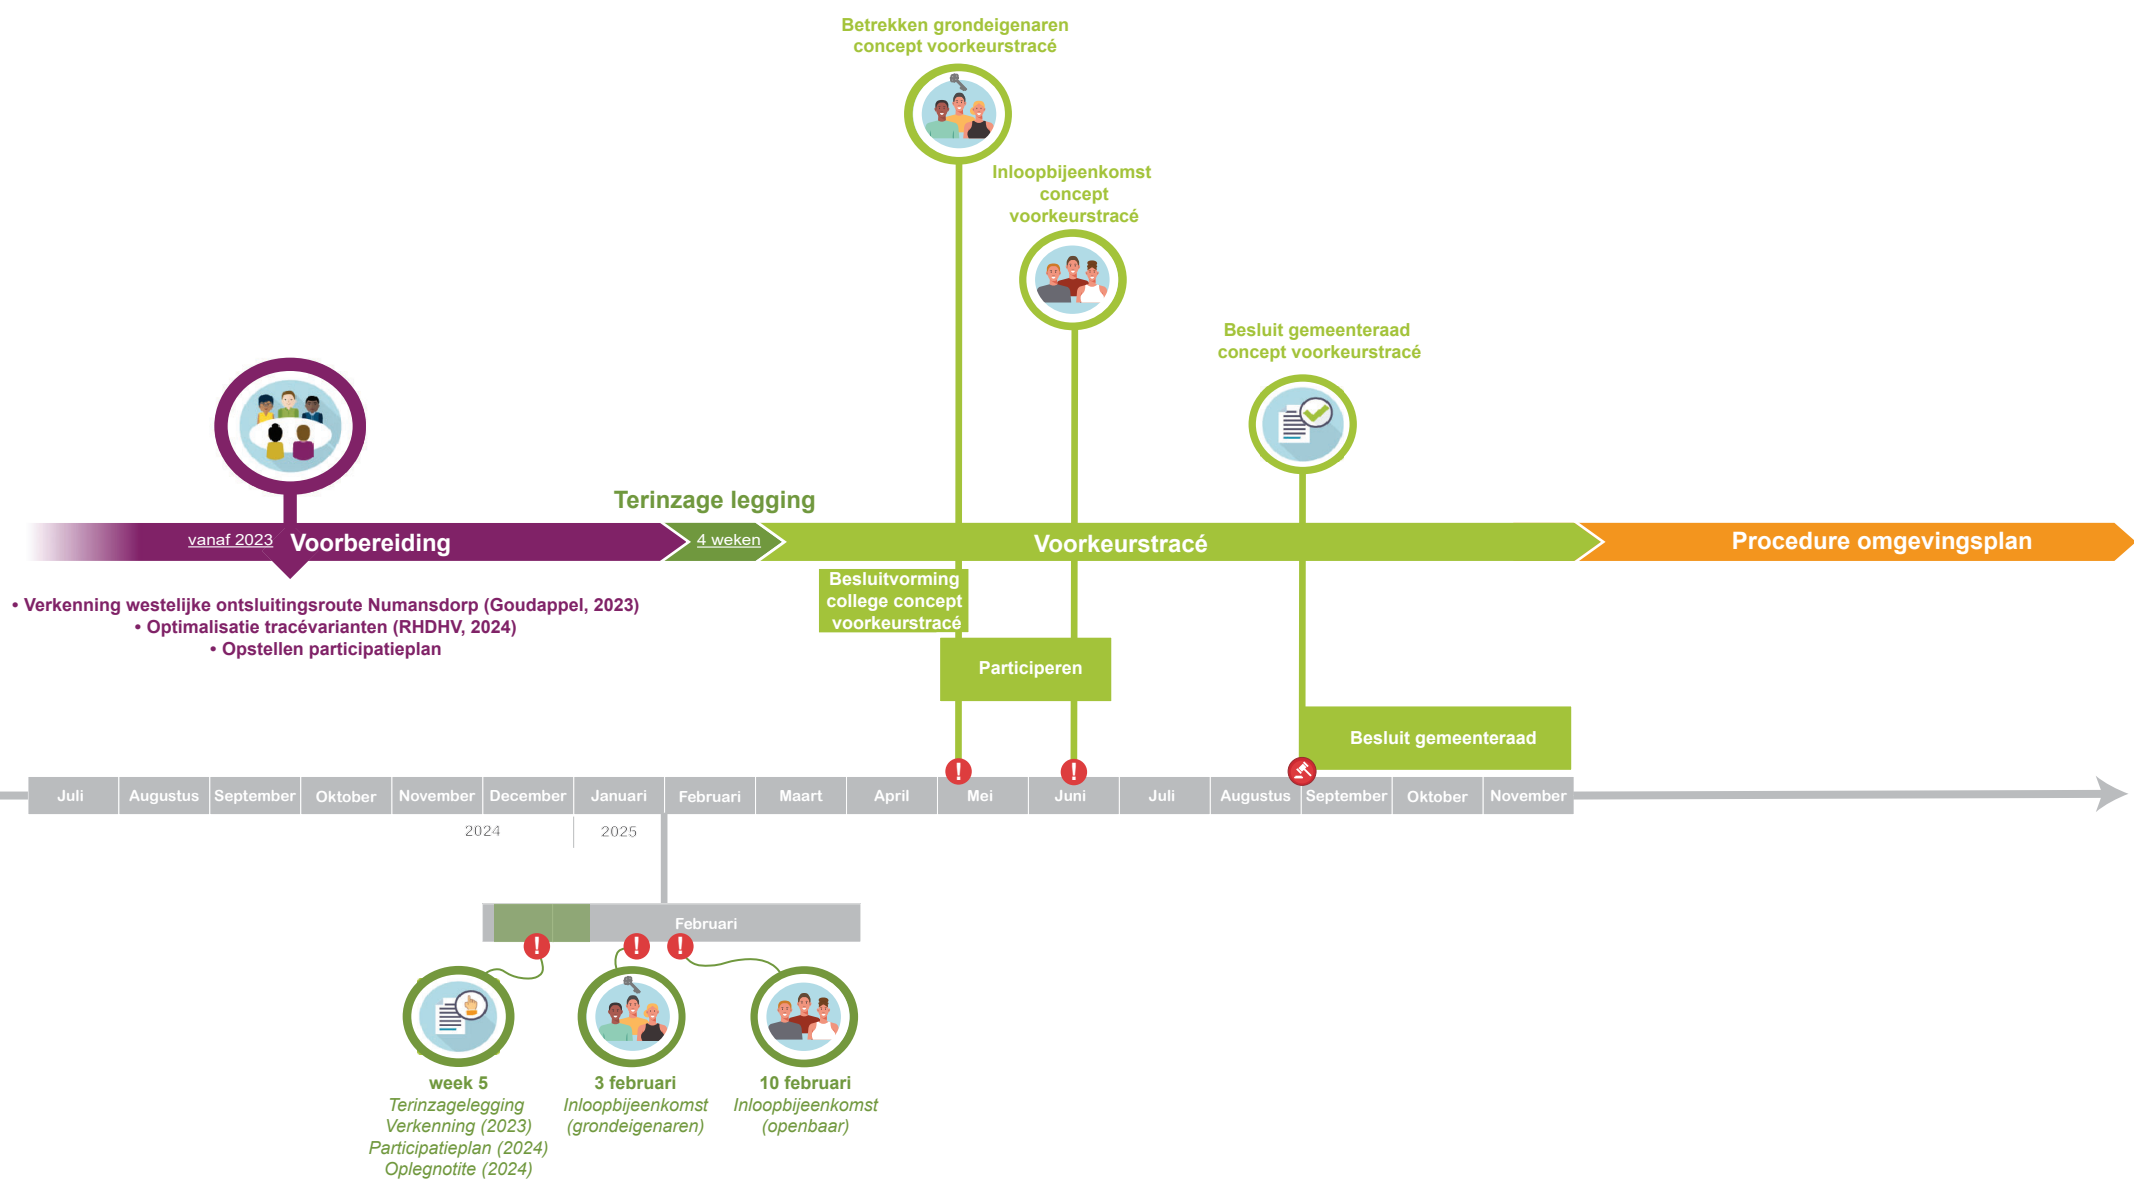 Betrekken grondeigenaren
concept voorkeurstracé
Inloopbijeenkomst
concept
voorkeurstracé
Besluit gemeenteraad
concept voorkeurstracé
Terinzage legging
vanaf 2023 Voorbereiding
4 weken
Voorkeurstracé
Procedure omgevingsplan
Besluitvorming
college concept
voorkeurstracé
• Verkenning westelijke ontsluitingsroute Numansdorp (Goudappel, 2023)
• Optimalisatie tracévarianten (RHDHV, 2024)
• Opstellen participatieplan
Participeren
Besluit gemeenteraad
Juli Augustus September Oktober November December Januari Februari Maart April Mei Juni Juli Augustus September Oktober November
2024 2025
Februari
week 5
Terinzagelegging
Verkenning (2023)
Participatieplan (2024)
Oplegnotite (2024)
3 februari
Inloopbijeenkomst
(grondeigenaren)
10 februari
Inloopbijeenkomst
(openbaar)